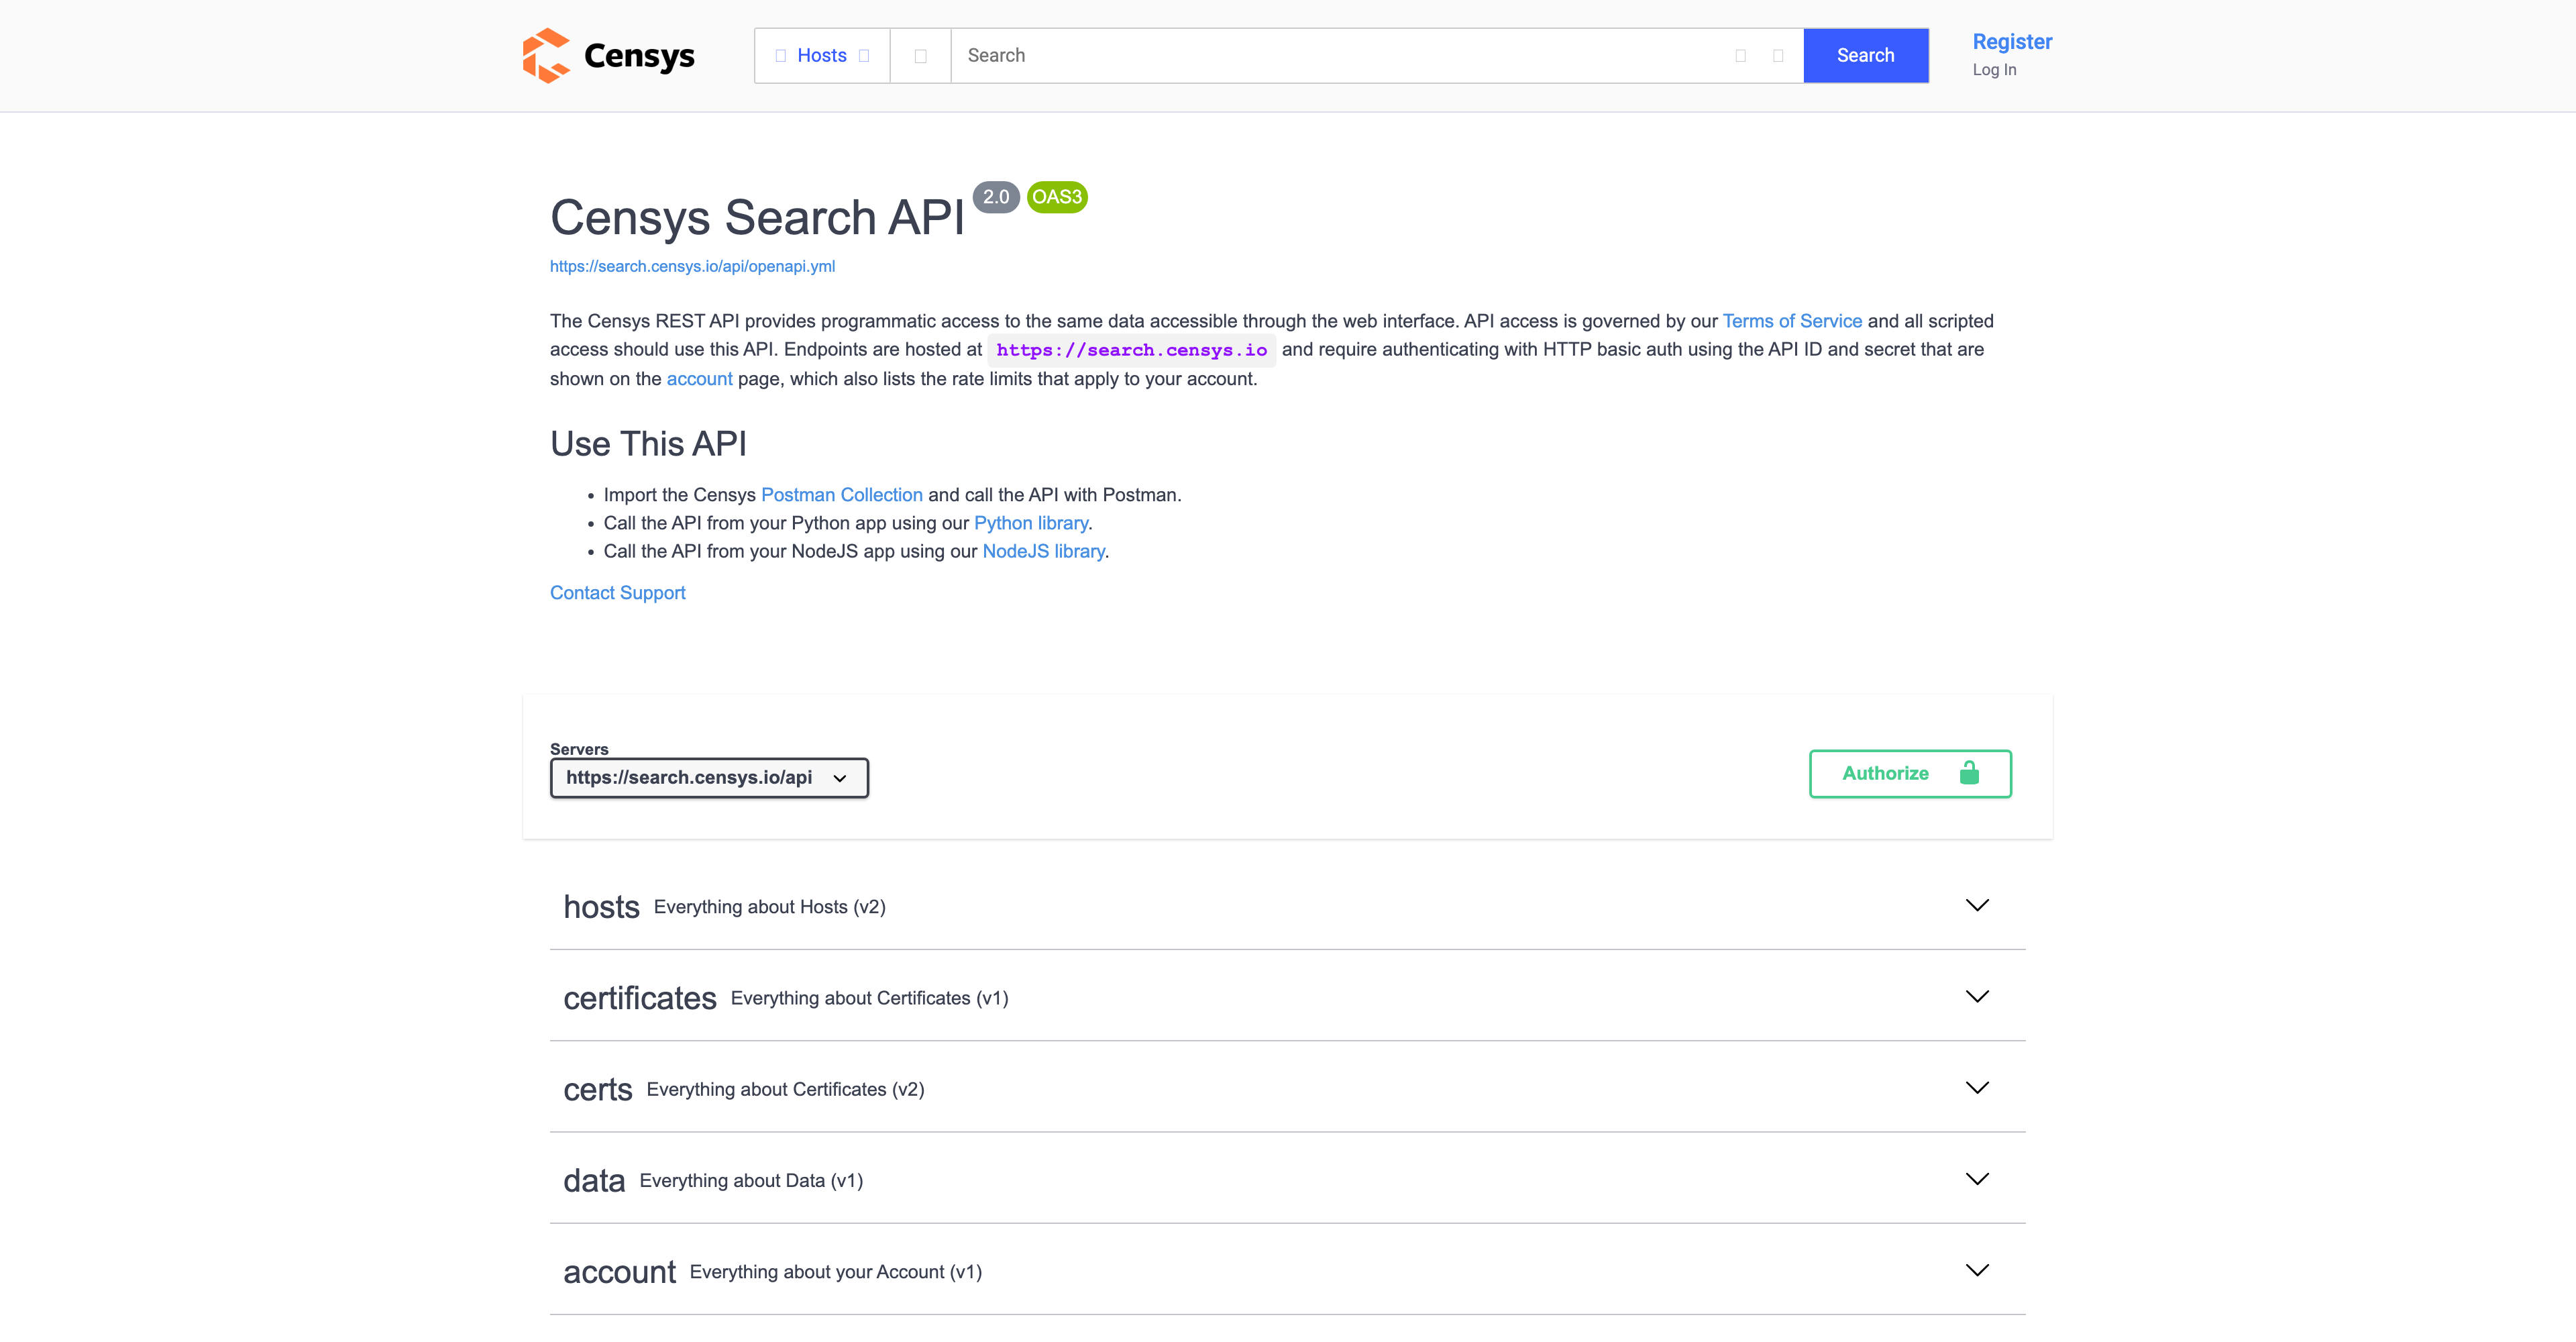 Censys
Hosts
Search
Search
Register
Log In
Censys Search API 2.0 OAS3
https://search.censys.io/api/openapi.yml
The Censys REST API provides programmatic access to the same data accessible through the web interface. API access is governed by our Terms of Service and all scripted
access should use this API. Endpoints are hosted at https://search.censys.io and require authenticating with HTTP basic auth using the API ID and secret that are
shown on the account page, which also lists the rate limits that apply to your account.
Use This API
• Import the Censys Postman Collection and call the API with Postman.
• Call the API from your Python app using our Python library.
• Call the API from your NodeJS app using our NodeJS library.
Contact Support
Servers
https://search.censys.io/api
Authorize
hosts Everything about Hosts (v2)
certificates Everything about Certificates (v1)
certs Everything about Certificates (v2)
data Everything about Data (v1)
account Everything about your Account (v1)